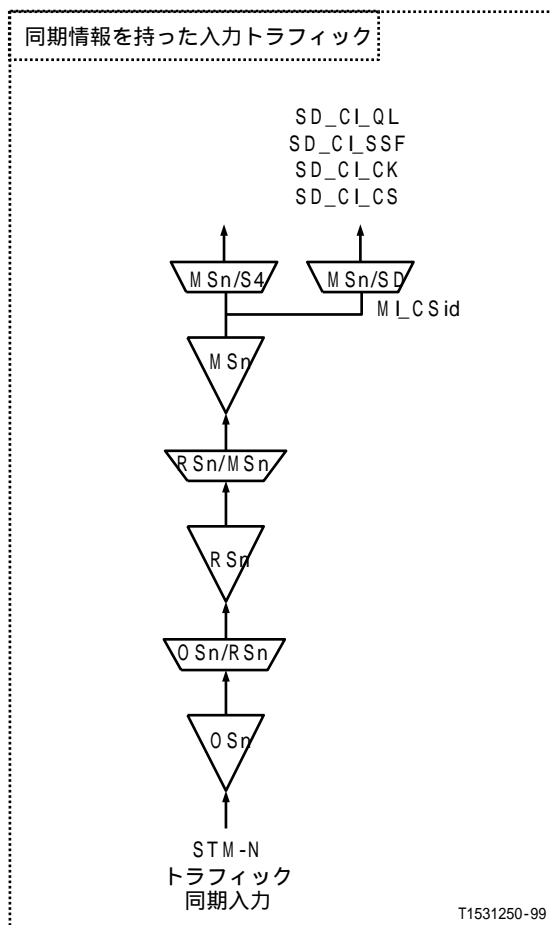 同期情報を持った入力トラフィック
SD_CI_QL
SD_CI_SSF
SD_CI_CK
SD_CI_CS
MSn/S4
MSn/SD
MI_CSid
MSn
RSn/MSn
RSn
OSn/RSn
OSn
STM-N
トラフィック
同期入力
T1531250-99